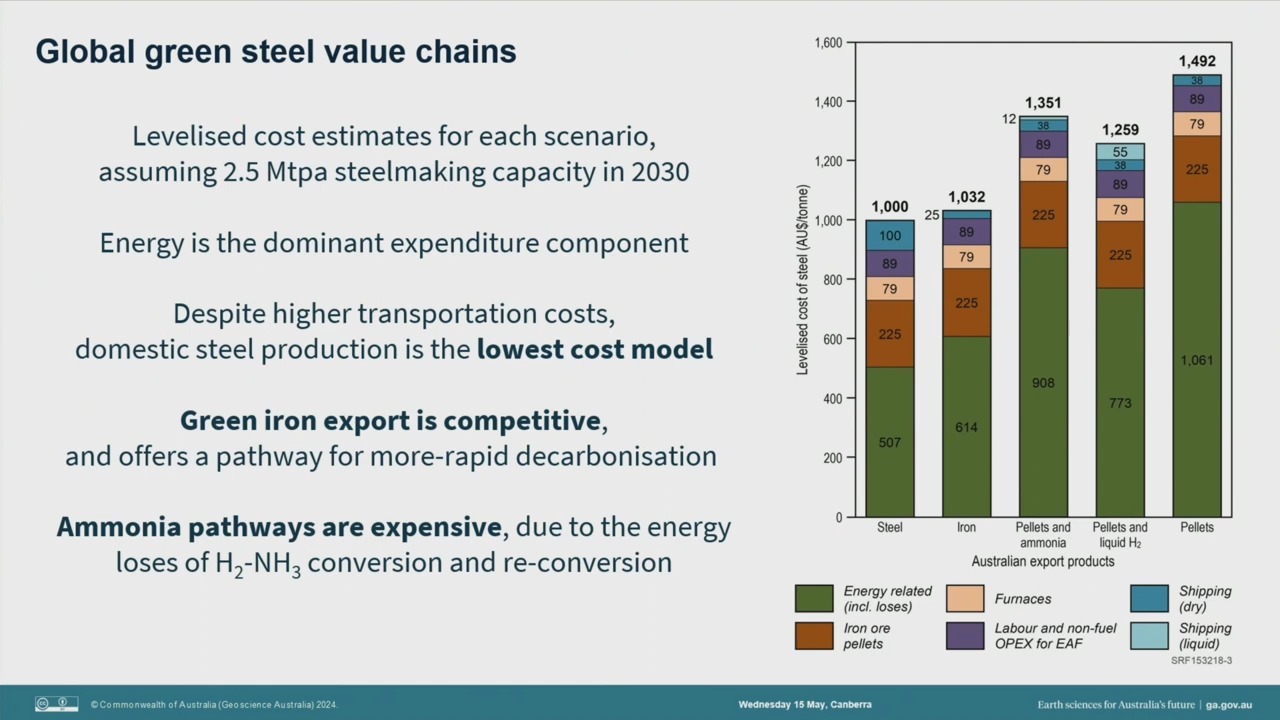 Global green steel value chains
Levelised cost estimates for each scenario,
assuming 2.5 Mtpa steelmaking capacity in 2030
Energy is the dominant expenditure component
Despite higher transportation costs,
domestic steel production is the lowest cost model
Green iron export is competitive,
and offers a pathway for more-rapid decarbonisation
Ammonia pathways are expensive, due to the energy
loses of H₂-NH₃ conversion and re-conversion
Levelised cost of steel (AU$/tonne)
1,600
1,400
1,200
1,000
800
600
400
200
0
1,000
100
89
79
225
507
1,032
25
89
79
225
614
1,351
12
38
89
79
225
908
1,259
55
38
89
79
225
773
1,492
38
89
79
225
1,061
Steel
Iron
Pellets and
ammonia
Pellets and
liquid H₂
Pellets
Australian export products
Energy related
(incl. loses)
Furnaces
Shipping
(dry)
Iron ore
pellets
Labour and non-fuel
OPEX for EAF
Shipping
(liquid)
SRF153218-3
© Commonwealth of Australia (Geoscience Australia) 2024.
Wednesday 15 May, Canberra
Earth sciences for Australia's future | ga.gov.au